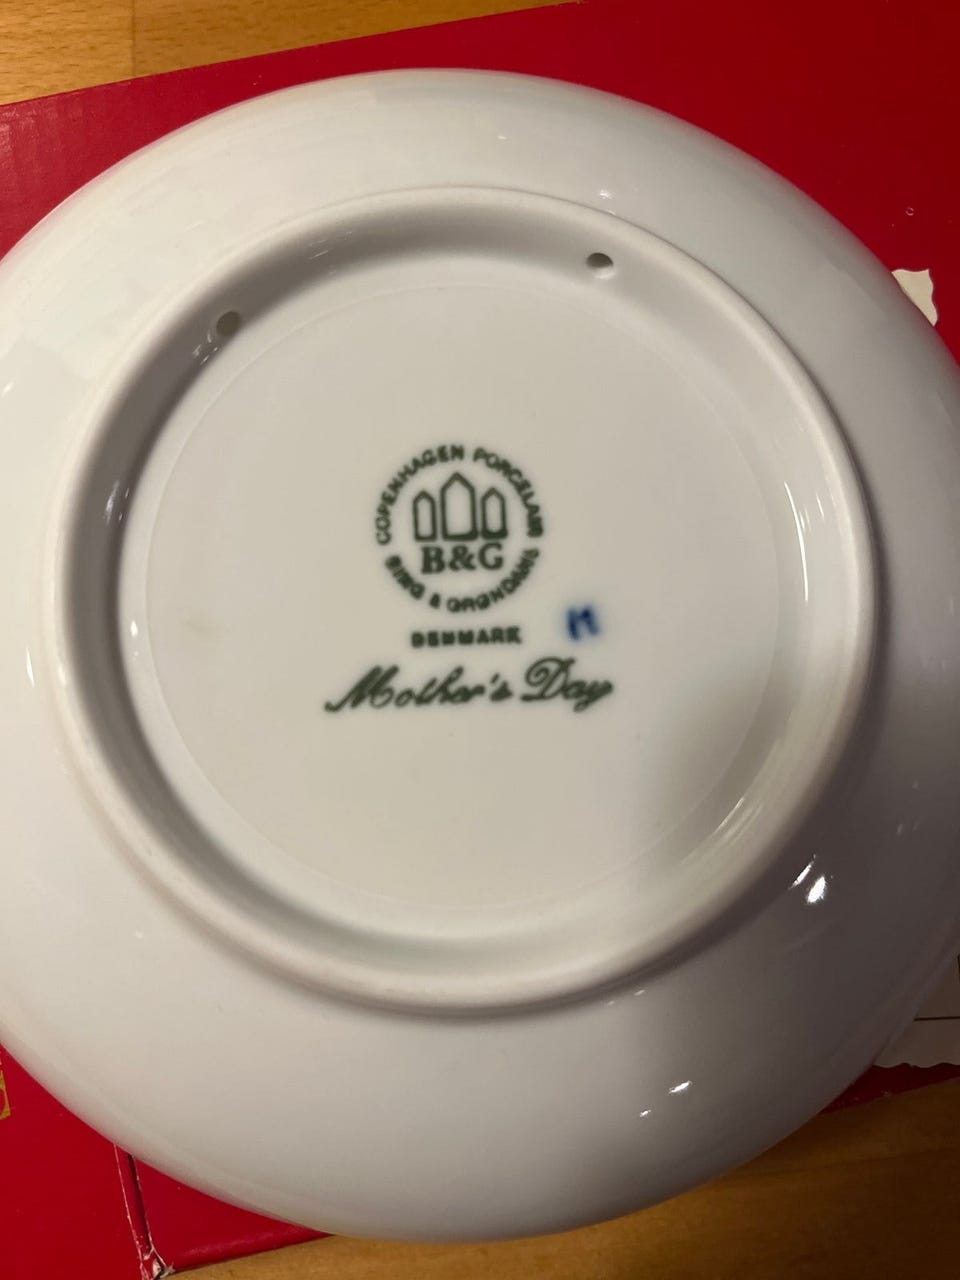 COPENHAGEN PORCELAIN
B&G
BING & GRØNDAHL
DENMARK
Mother's Day